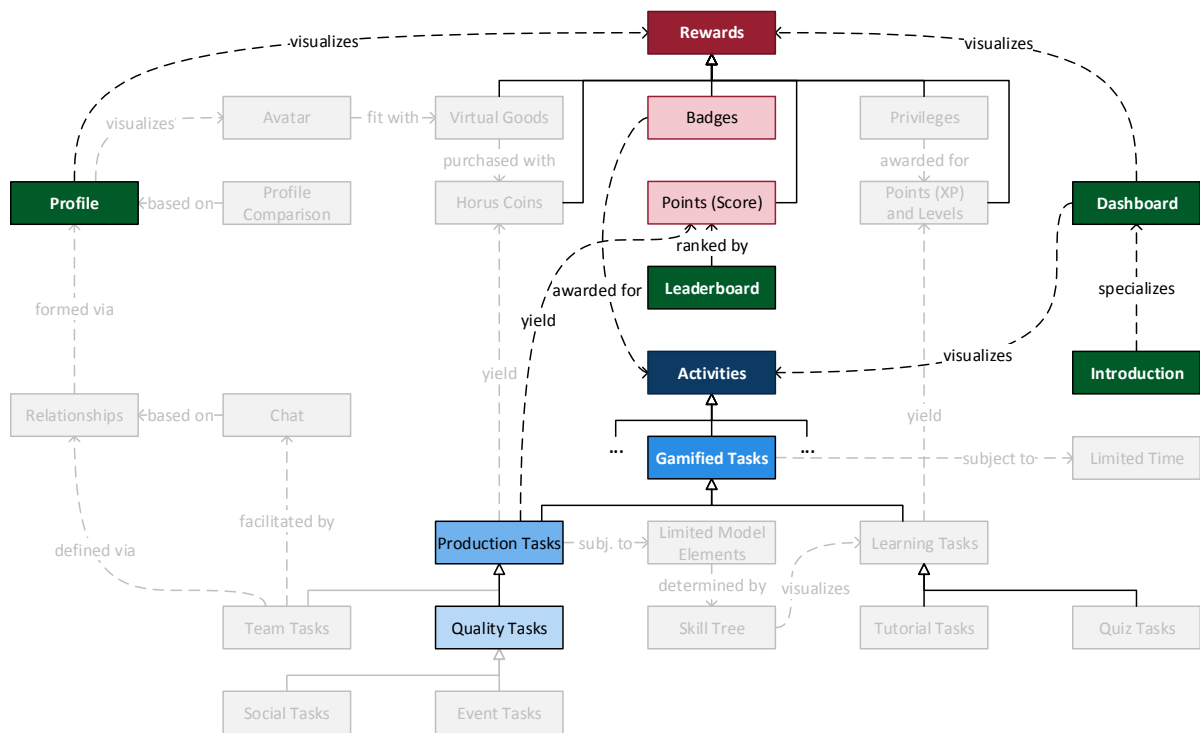 Rewards
visualizes
visualizes
visualizes
Avatar
fit with
Virtual Goods
Badges
Privileges
purchased with
awarded for
Profile
based on
Profile
Comparison
Horus Coins
Points (Score)
Points (XP)
and Levels
Dashboard
ranked by
Leaderboard
awarded for
specializes
formed via
yield
visualizes
yield
Activities
Introduction
Relationships
based on
Chat
yield
...
...
Gamified Tasks
subject to
Limited Time
facilitated by
defined via
Production Tasks
subj. to
Limited Model
Elements
Learning Tasks
determined by
visualizes
Team Tasks
Quality Tasks
Skill Tree
Tutorial Tasks
Quiz Tasks
Social Tasks
Event Tasks